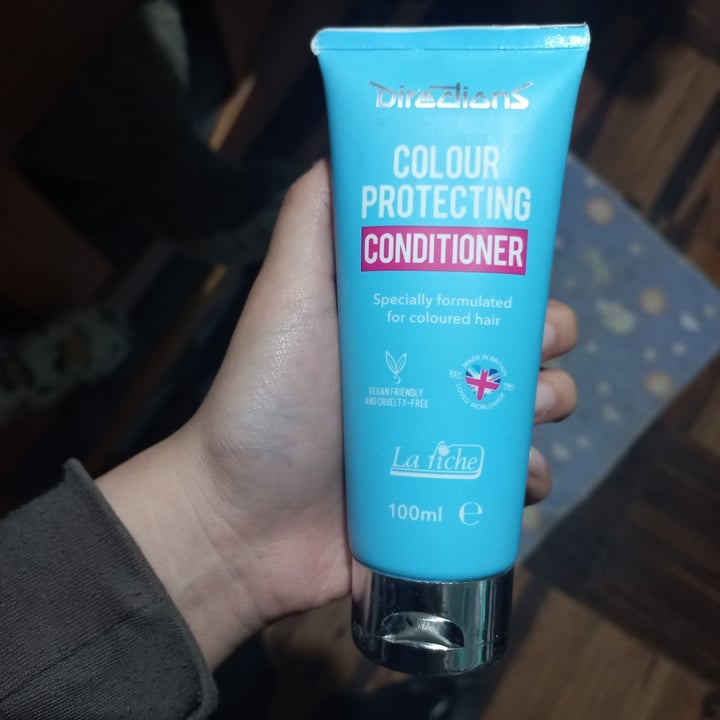 Directions
COLOUR
PROTECTING
CONDITIONER
Specially formulated
for coloured hair
VEGAN FRIENDLY
AND CRUELTY-FREE
MADE IN BRITAIN
EST
LOVED WORLDWIDE
La riche
100ml ℮